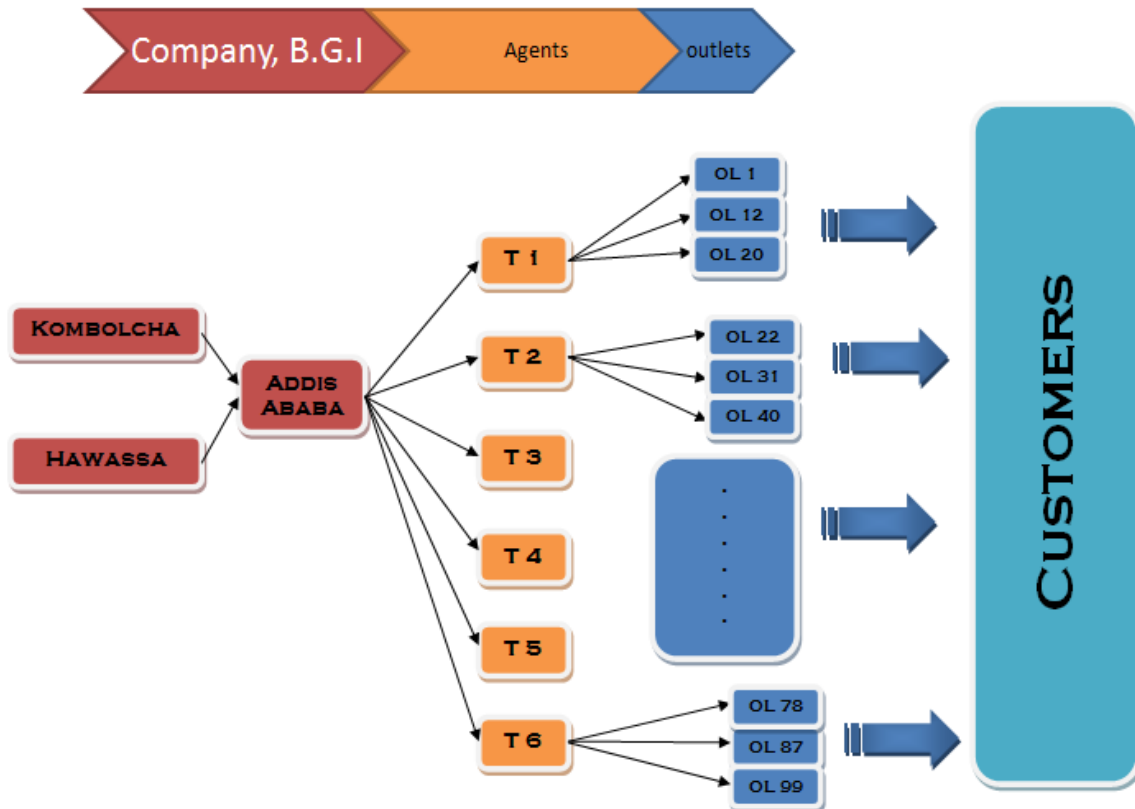 Company, B.G.I
Agents
outlets
OL 1
OL 12
OL 20
T 1
KOMBOLCHA
OL 22
T 2
OL 31
ADDIS
ABABA
OL 40
HAWASSA
T 3
T 4
T 5
OL 78
T 6
OL 87
OL 99
CUSTOMERS